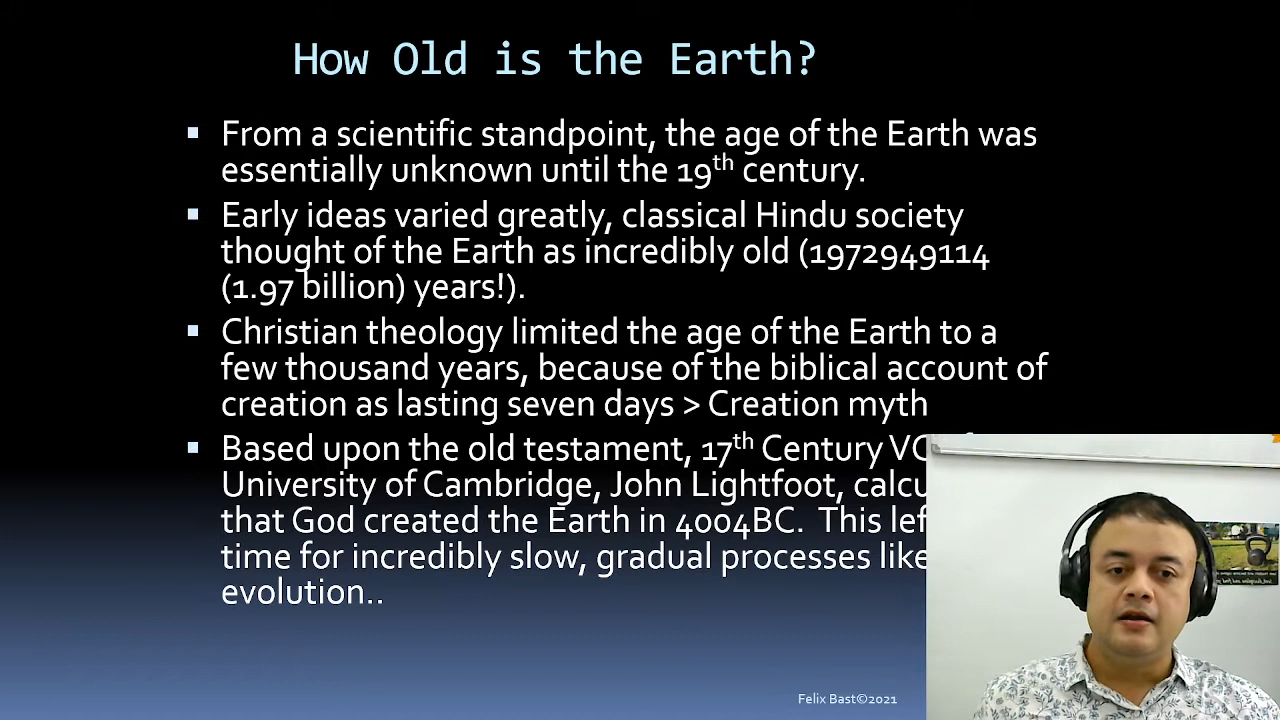 How Old is the Earth?
▪ From a scientific standpoint, the age of the Earth was
essentially unknown until the 19th century.
▪ Early ideas varied greatly, classical Hindu society
thought of the Earth as incredibly old (1972949114
(1.97 billion) years!).
▪ Christian theology limited the age of the Earth to a
few thousand years, because of the biblical account of
creation as lasting seven days > Creation myth
▪ Based upon the old testament, 17th Century
University of Cambridge, John Lightfoot,
that God created the Earth in 4004BC. This
time for incredibly slow, gradual processes like
evolution..
Felix Bast©2021